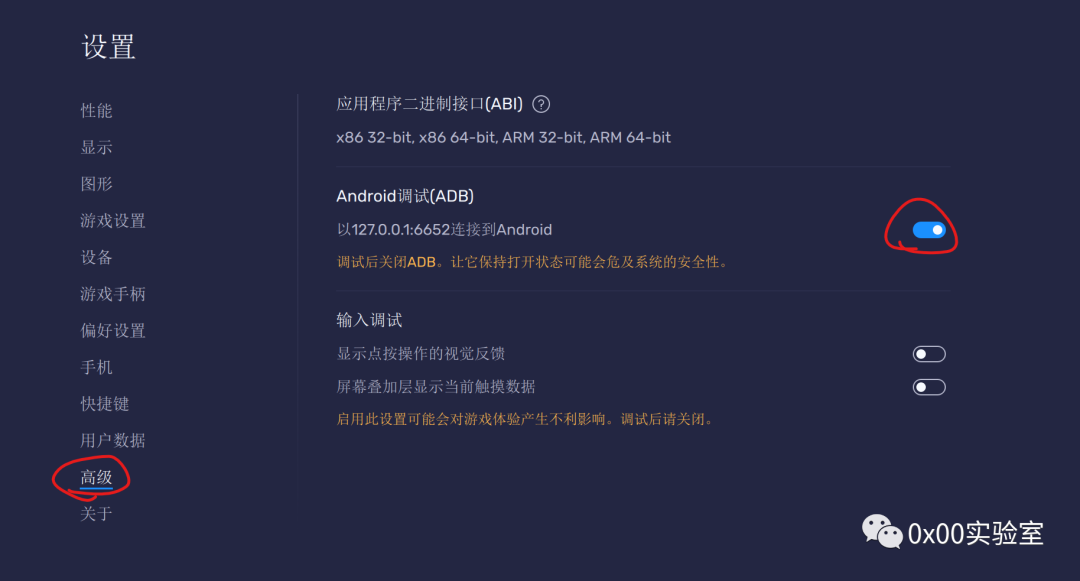 设置
性能
显示
图形
游戏设置
设备
游戏手柄
偏好设置
手机
快捷键
用户数据
高级
关于
应用程序二进制接口(ABI) ?
x86 32-bit, x86 64-bit, ARM 32-bit, ARM 64-bit
Android调试(ADB)
以127.0.0.1:6652连接到Android
调试后关闭ADB。让它保持打开状态可能会危及系统的安全性。
输入调试
显示点按操作的视觉反馈
屏幕叠加层显示当前触摸数据
启用此设置可能会对游戏体验产生不利影响。调试后请关闭。
0x00实验室